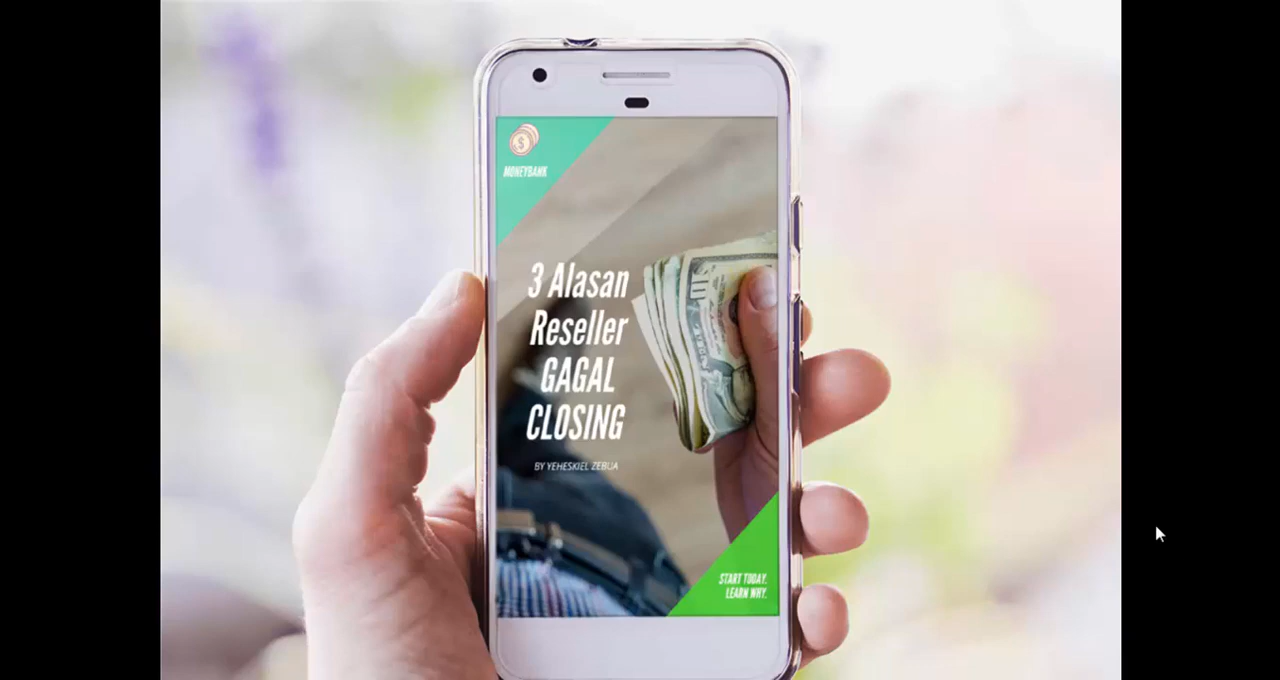 MONEYBANK
3 Alasan
Reseller
GAGAL
CLOSING
BY YEHESKIEL ZEBUA
START TODAY.
LEARN WHY.